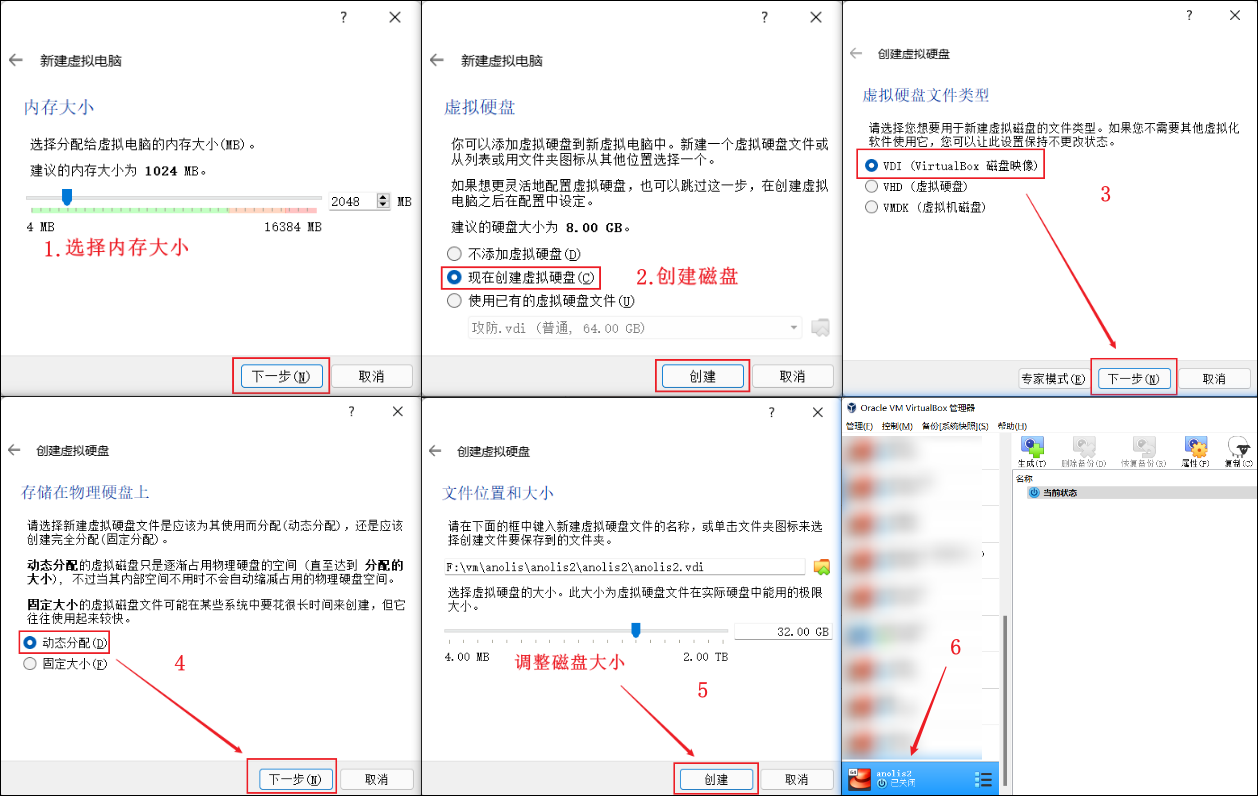 新建虚拟电脑
内存大小
选择分配给虚拟电脑的内存大小(MB)。
建议的内存大小为 1024 MB。
2048 MB
4 MB 16384 MB
1.选择内存大小
下一步(N) 取消
新建虚拟电脑
虚拟硬盘
你可以添加虚拟硬盘到新虚拟电脑中。新建一个虚拟硬盘文件或
从列表或用文件夹图标从其他位置选择一个。
如果想更灵活地配置虚拟硬盘，也可以跳过这一步，在创建虚拟
电脑之后在配置中设定。
建议的硬盘大小为 8.00 GB。
不添加虚拟硬盘(D)
现在创建虚拟硬盘(C)
2.创建磁盘
使用已有的虚拟硬盘文件(U)
攻防.vdi (普通, 64.00 GB)
创建 取消
创建虚拟硬盘
虚拟硬盘文件类型
请选择您想要用于新建虚拟磁盘的文件类型。如果您不需要其他虚拟化
软件使用它，您可以让此设置保持不更改状态。
VDI (VirtualBox 磁盘映像)
VHD (虚拟硬盘)
VMDK (虚拟机磁盘)
3
专家模式(E) 下一步(N) 取消
创建虚拟硬盘
存储在物理硬盘上
请选择新建虚拟硬盘文件是应该为其使用而分配(动态分配)，还是应该
创建完全分配(固定分配)。
动态分配的虚拟磁盘只是逐渐占用物理硬盘的空间（直至达到 分配的
大小)，不过当其内部空间不用时不会自动缩减占用的物理硬盘空间。
固定大小的虚拟磁盘文件可能在某些系统中要花很长时间来创建，但它
往往使用起来较快。
动态分配(D)
固定大小(F)
4
下一步(N) 取消
创建虚拟硬盘
文件位置和大小
请在下面的框中键入新建虚拟硬盘文件的名称，或单击文件夹图标来选
择创建文件要保存到的文件夹。
F:\vm\anolis\anolis2\anolis2\anolis2.vdi
选择虚拟硬盘的大小。此大小为虚拟硬盘文件在实际硬盘中能用的极限
大小。
32.00 GB
4.00 MB 2.00 TB
调整磁盘大小
5
创建 取消
Oracle VM VirtualBox 管理器
管理(F) 控制(M) 备份[系统快照](S) 帮助(H)
生成(T) 删除备份(D) 恢复备份(R) 属性(P) 复制(C)
名称
当前状态
6
64
anolis2
已关闭